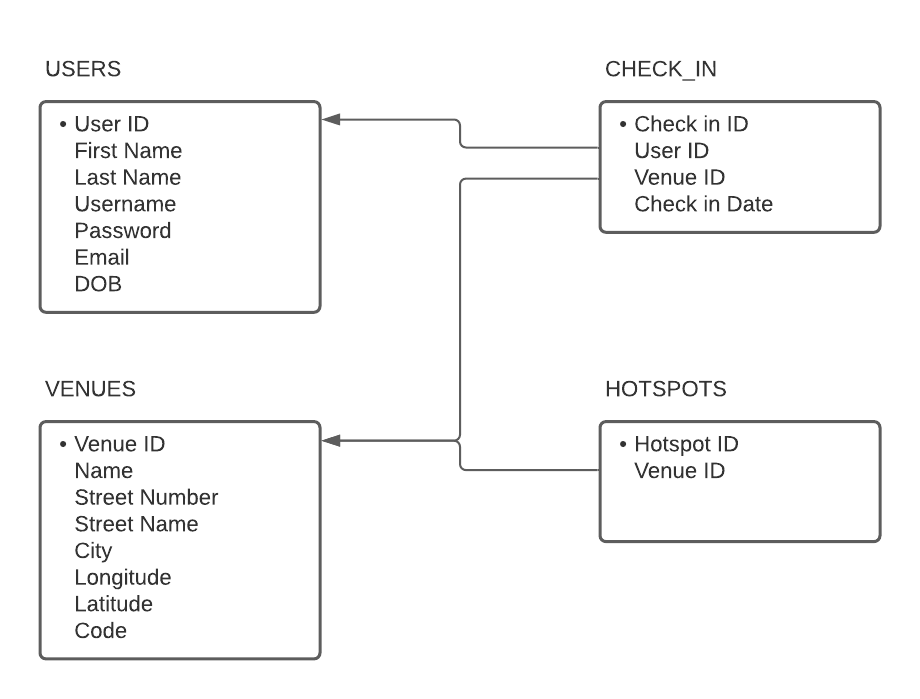 USERS
• User ID
First Name
Last Name
Username
Password
Email
DOB
CHECK_IN
• Check in ID
User ID
Venue ID
Check in Date
VENUES
• Venue ID
Name
Street Number
Street Name
City
Longitude
Latitude
Code
HOTSPOTS
• Hotspot ID
Venue ID